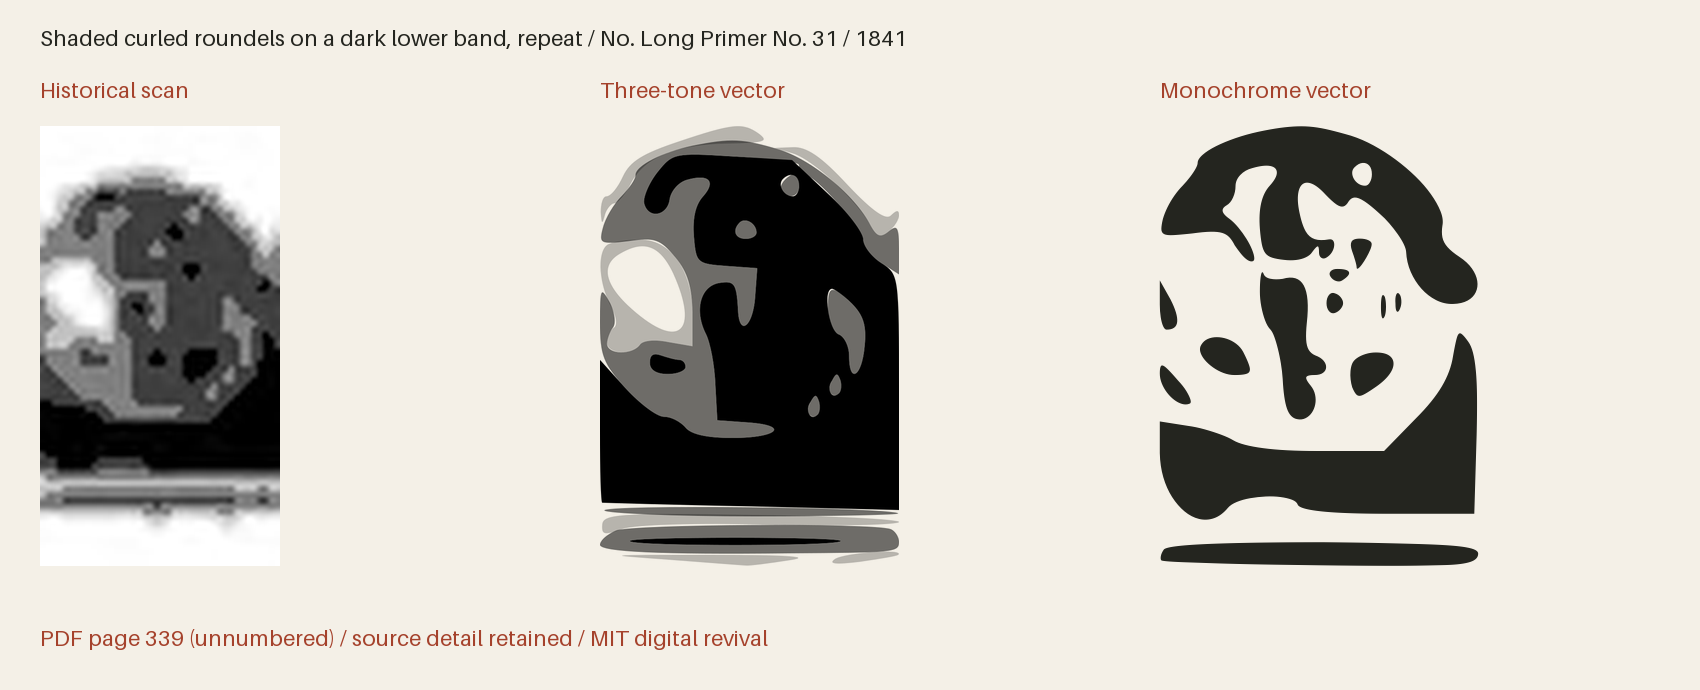 Shaded curled roundels on a dark lower band, repeat / No. Long Primer No. 31 / 1841
Historical scan
Three-tone vector
Monochrome vector
PDF page 339 (unnumbered) / source detail retained / MIT digital revival